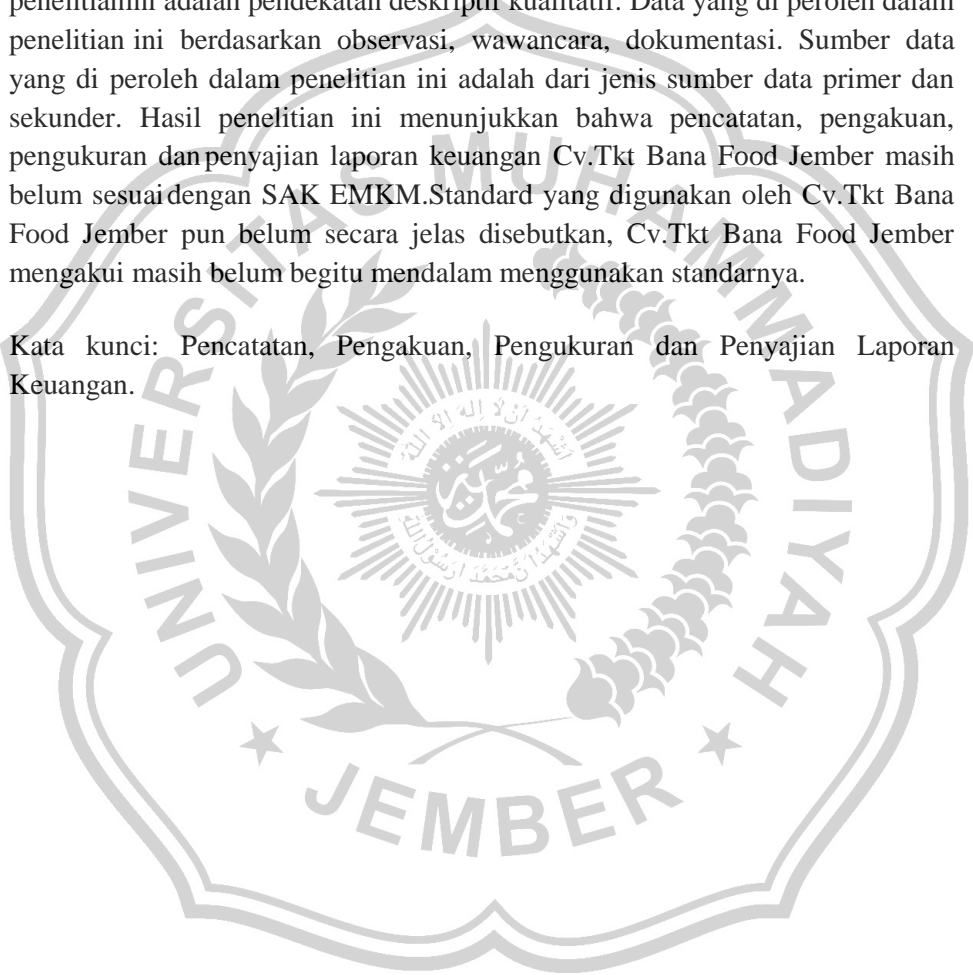 penelitianini adalah pendekatan deskriptif kualitatif. Data yang di peroleh dalam
penelitian ini berdasarkan observasi, wawancara, dokumentasi. Sumber data
yang di peroleh dalam penelitian ini adalah dari jenis sumber data primer dan
sekunder. Hasil penelitian ini menunjukkan bahwa pencatatan, pengakuan,
pengukuran dan penyajian laporan keuangan Cv.Tkt Bana Food Jember masih
belum sesuai dengan SAK EMKM.Standard yang digunakan oleh Cv.Tkt Bana
Food Jember pun belum secara jelas disebutkan, Cv.Tkt Bana Food Jember
mengakui masih belum begitu mendalam menggunakan standarnya.
Kata kunci: Pencatatan, Pengakuan, Pengukuran dan Penyajian Laporan
Keuangan.
UNIVERSITAS MUHAMMADIYAH
JEMBER